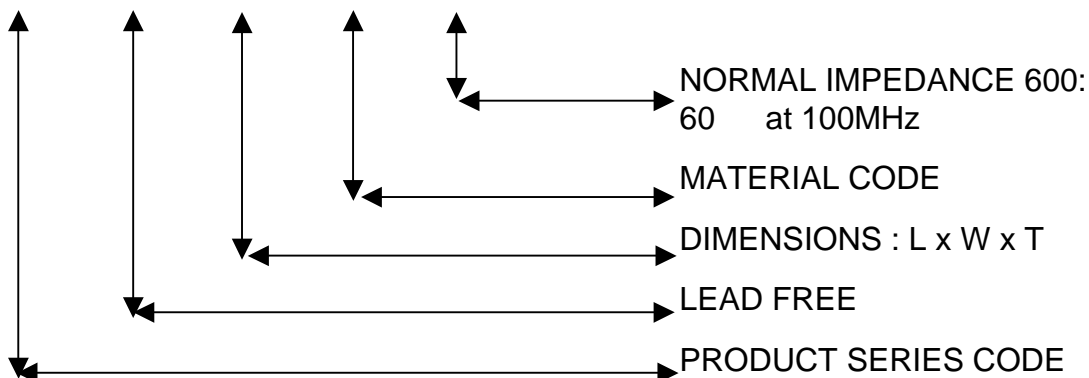 NORMAL IMPEDANCE 600:
60 at 100MHz
MATERIAL CODE
DIMENSIONS : L x W x T
LEAD FREE
PRODUCT SERIES CODE